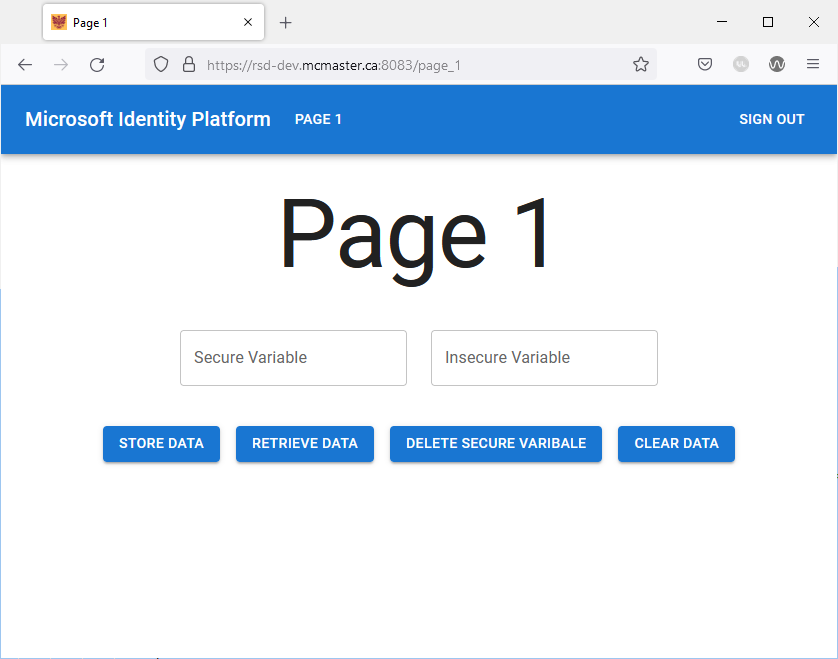 Page 1
https://rsd-dev.mcmaster.ca:8083/page_1
Microsoft Identity Platform PAGE 1 SIGN OUT
Page 1
Secure Variable Insecure Variable
STORE DATA RETRIEVE DATA DELETE SECURE VARIBALE CLEAR DATA